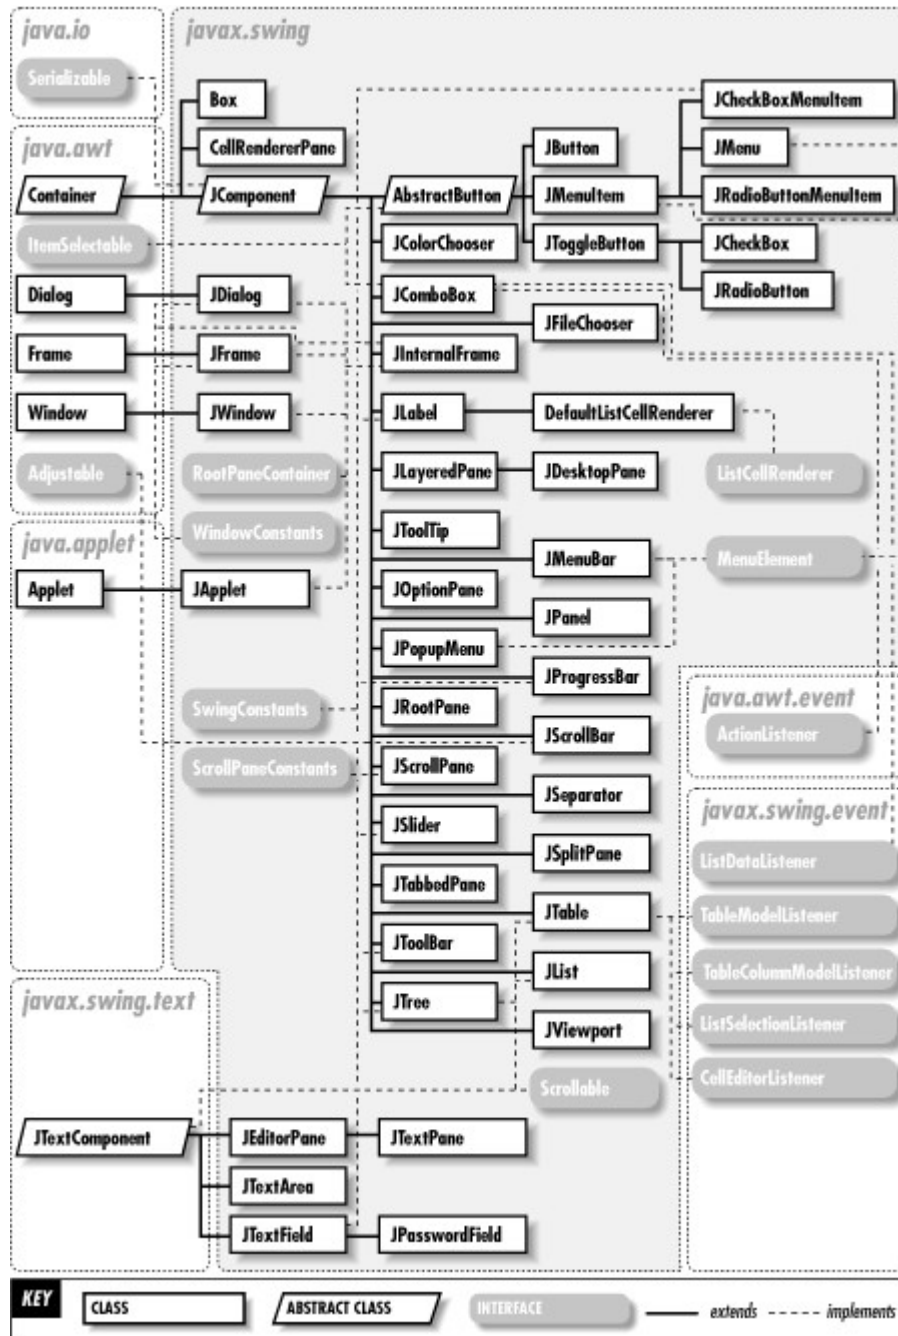 java.io
javax.swing
Serializable
Box
JCheckBoxMenuItem
java.awt
CellRendererPane
JButton
JMenu
Container
JComponent
AbstractButton
JMenuItem
JRadioButtonMenuItem
ItemSelectable
JColorChooser
JToggleButton
JCheckBox
Dialog
JDialog
JComboBox
JRadioButton
JFileChooser
Frame
JFrame
JInternalFrame
Window
JWindow
JLabel
DefaultListCellRenderer
Adjustable
RootPaneContainer
JLayeredPane
JDesktopPane
ListCellRenderer
java.applet
WindowConstants
JToolTip
JMenuBar
MenuElement
Applet
JApplet
JOptionPane
JPanel
JPopupMenu
JProgressBar
java.awt.event
SwingConstants
JRootPane
JScrollBar
ActionListener
ScrollPaneConstants
JScrollPane
JSeparator
javax.swing.event
JSlider
JSplitPane
ListDataListener
JTabbedPane
JTable
TableModelListener
JToolBar
JList
TableColumnModelListener
javax.swing.text
JTree
JViewport
ListSelectionListener
Scrollable
CellEditorListener
JTextComponent
JEditorPane
JTextPane
JTextArea
JTextField
JPasswordField
KEY
CLASS
ABSTRACT CLASS
INTERFACE
extends
implements